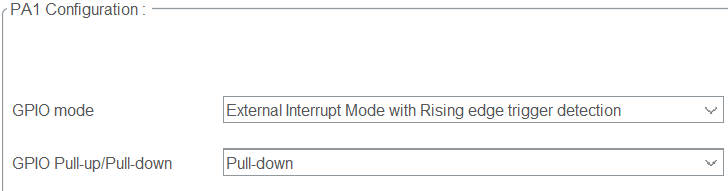 PA1 Configuration :
GPIO mode External Interrupt Mode with Rising edge trigger detection
GPIO Pull-up/Pull-down Pull-down